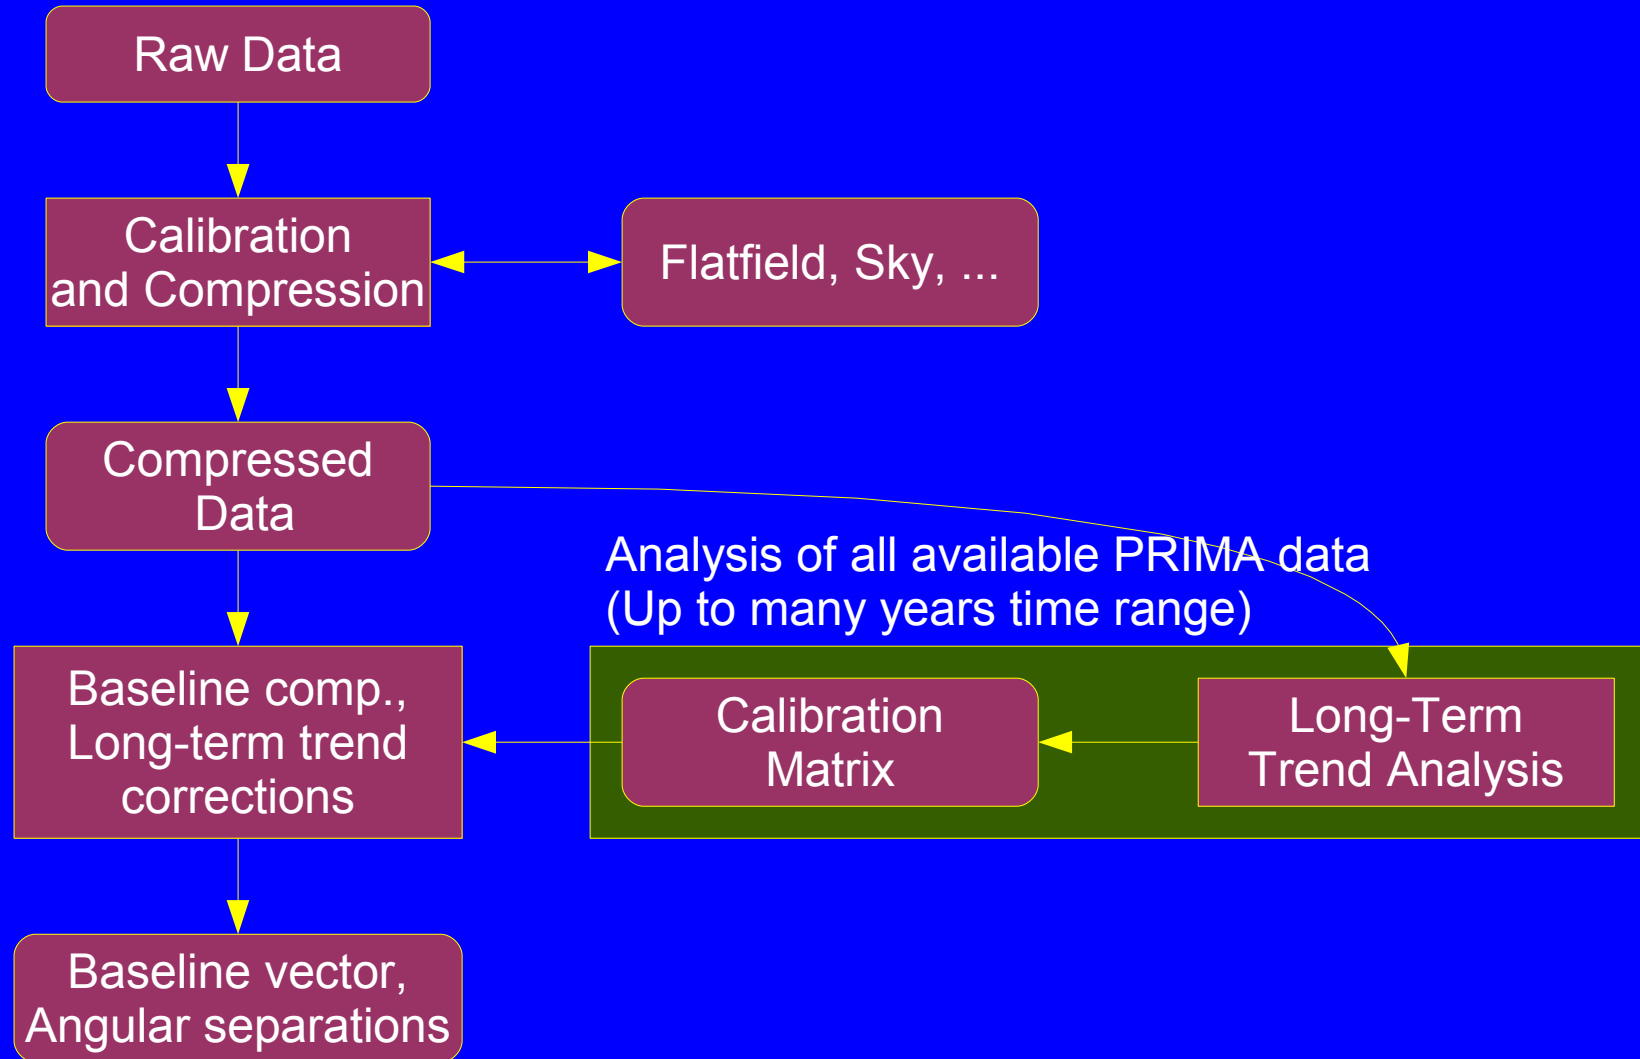 Raw Data
Calibration
and Compression
Flatfield, Sky, ...
Compressed
Data
Analysis of all available PRIMA data
(Up to many years time range)
Baseline comp.,
Long-term trend
corrections
Calibration
Matrix
Long-Term
Trend Analysis
Baseline vector,
Angular separations